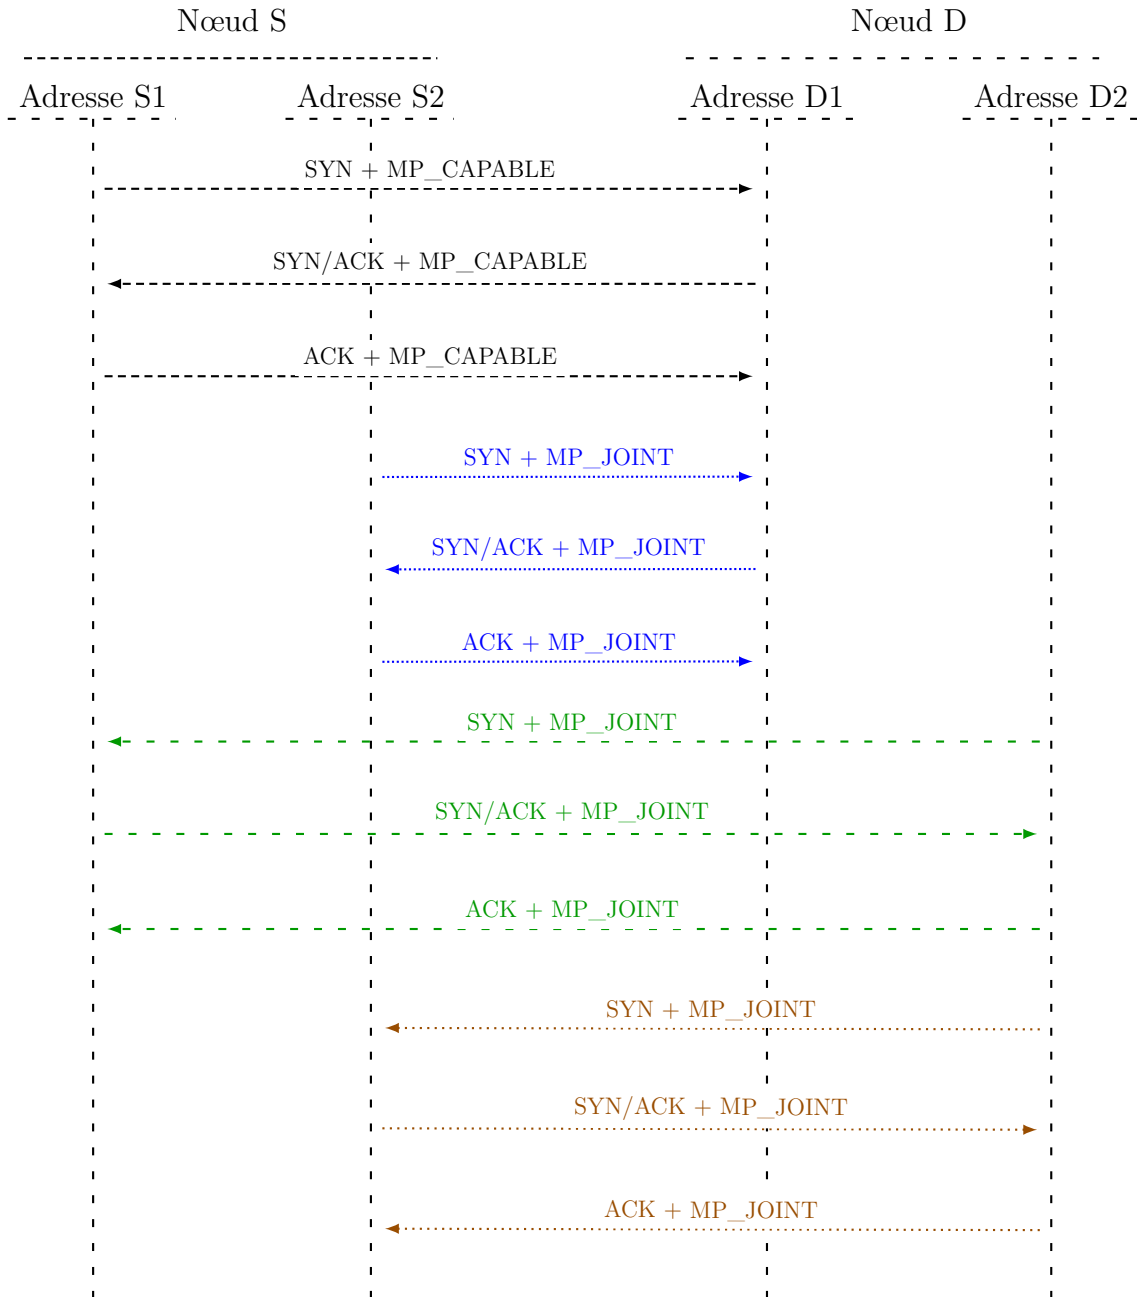 Nœud S
Nœud D
Adresse S1
Adresse S2
Adresse D1
Adresse D2
SYN + MP_CAPABLE
SYN/ACK + MP_CAPABLE
ACK + MP_CAPABLE
SYN + MP_JOINT
SYN/ACK + MP_JOINT
ACK + MP_JOINT
SYN + MP_JOINT
SYN/ACK + MP_JOINT
ACK + MP_JOINT
SYN + MP_JOINT
SYN/ACK + MP_JOINT
ACK + MP_JOINT